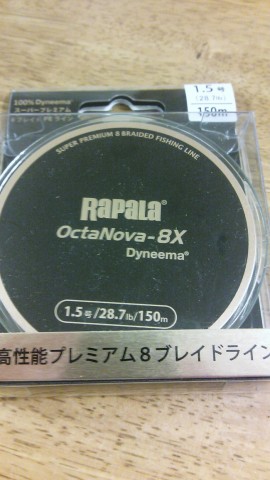 100% Dyneema®
スーパープレミアム
8ブレイド PEライン
1.5号
(28.7lb)
150m
SUPER PREMIUM 8 BRAIDED FISHING LINE
Rapala®
OctaNova-8X
Dyneema®
1.5号/28.7lb/150m
高性能プレミアム8ブレイドライン